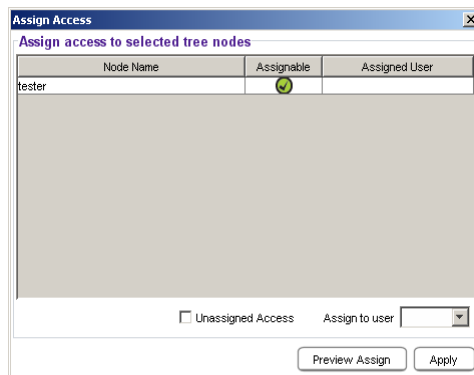 Assign Access
Assign access to selected tree nodes
Node Name Assignable Assigned User
tester
Unassigned Access Assign to user
Preview Assign Apply